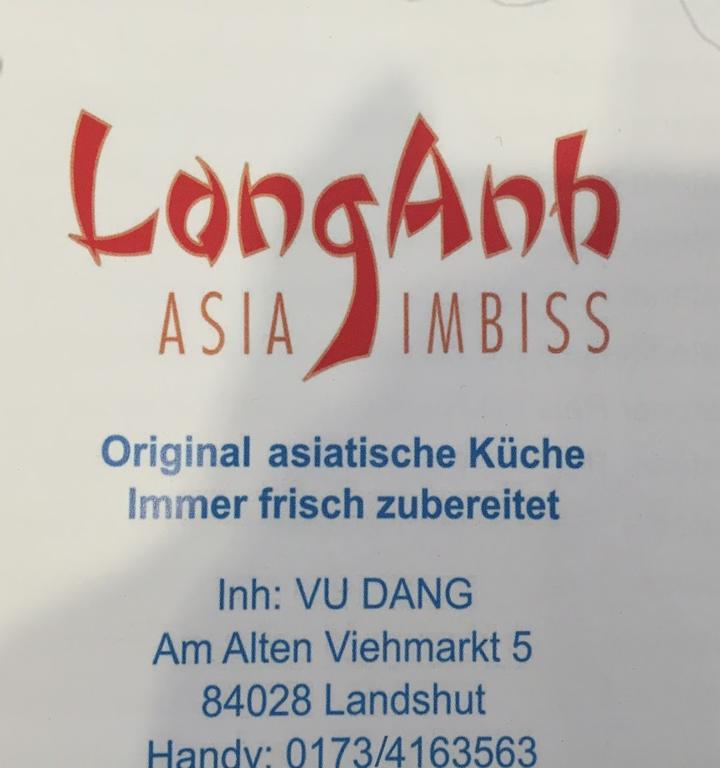 LongAnh
ASIA IMBISS
Original asiatische Küche
Immer frisch zubereitet
Inh: VU DANG
Am Alten Viehmarkt 5
84028 Landshut
Handy: 0173/4163563